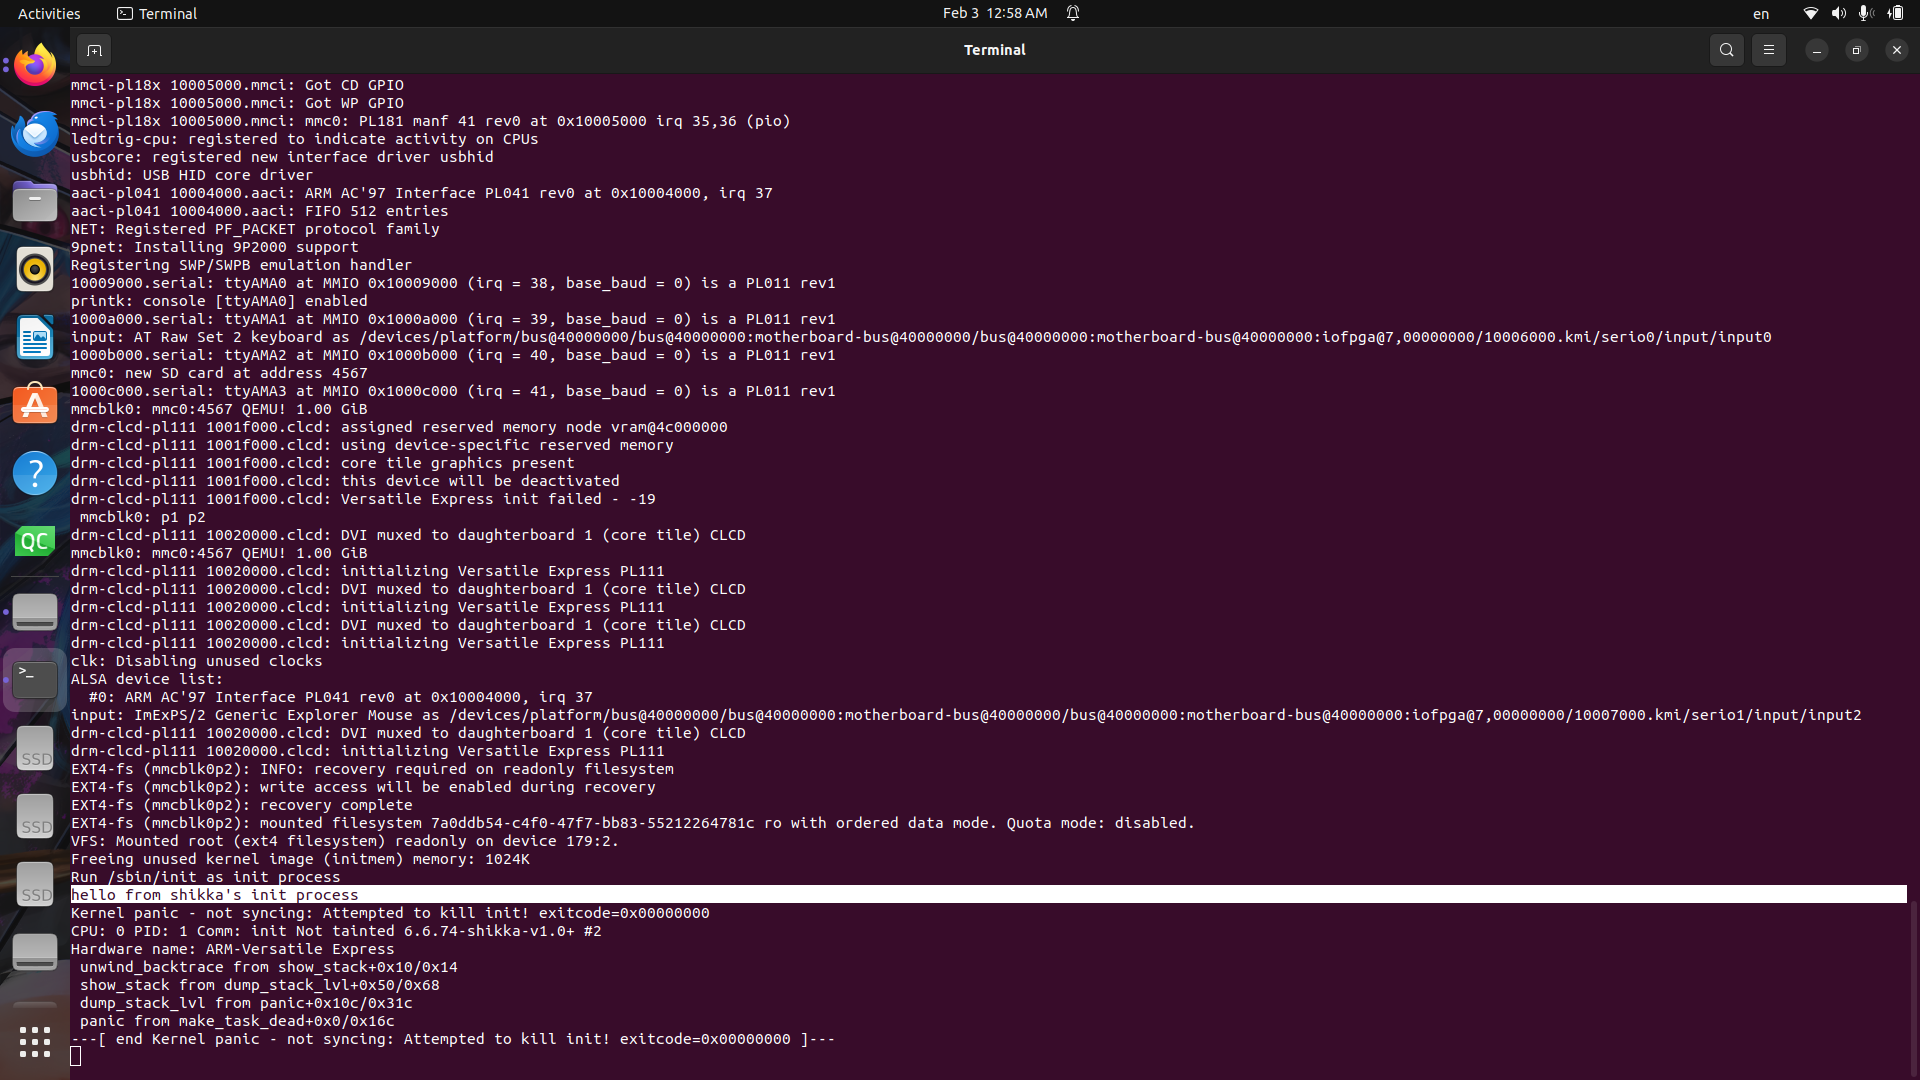 Activities
Terminal
Feb 3 12:58 AM
en
Terminal
mmci-pl18x 10005000.mmci: Got CD GPIO
mmci-pl18x 10005000.mmci: Got WP GPIO
mmci-pl18x 10005000.mmci: mmc0: PL181 manf 41 rev0 at 0x10005000 irq 35,36 (pio)
ledtrig-cpu: registered to indicate activity on CPUs
usbcore: registered new interface driver usbhid
usbhid: USB HID core driver
aaci-pl041 10004000.aaci: ARM AC'97 Interface PL041 rev0 at 0x10004000, irq 37
aaci-pl041 10004000.aaci: FIFO 512 entries
NET: Registered PF_PACKET protocol family
9pnet: Installing 9P2000 support
Registering SWP/SWPB emulation handler
10009000.serial: ttyAMA0 at MMIO 0x10009000 (irq = 38, base_baud = 0) is a PL011 rev1
printk: console [ttyAMA0] enabled
1000a000.serial: ttyAMA1 at MMIO 0x1000a000 (irq = 39, base_baud = 0) is a PL011 rev1
input: AT Raw Set 2 keyboard as /devices/platform/bus@40000000/bus@40000000:motherboard-bus@40000000/bus@40000000:motherboard-bus@40000000:iofpga@7,00000000/10006000.kmi/serio0/input/input0
1000b000.serial: ttyAMA2 at MMIO 0x1000b000 (irq = 40, base_baud = 0) is a PL011 rev1
mmc0: new SD card at address 4567
1000c000.serial: ttyAMA3 at MMIO 0x1000c000 (irq = 41, base_baud = 0) is a PL011 rev1
mmcblk0: mmc0:4567 QEMU! 1.00 GiB
drm-clcd-pl111 1001f000.clcd: assigned reserved memory node vram@4c000000
drm-clcd-pl111 1001f000.clcd: using device-specific reserved memory
drm-clcd-pl111 1001f000.clcd: core tile graphics present
drm-clcd-pl111 1001f000.clcd: this device will be deactivated
drm-clcd-pl111 1001f000.clcd: Versatile Express init failed - -19
mmcblk0: p1 p2
drm-clcd-pl111 10020000.clcd: DVI muxed to daughterboard 1 (core tile) CLCD
mmcblk0: mmc0:4567 QEMU! 1.00 GiB
drm-clcd-pl111 10020000.clcd: initializing Versatile Express PL111
drm-clcd-pl111 10020000.clcd: DVI muxed to daughterboard 1 (core tile) CLCD
drm-clcd-pl111 10020000.clcd: initializing Versatile Express PL111
drm-clcd-pl111 10020000.clcd: DVI muxed to daughterboard 1 (core tile) CLCD
drm-clcd-pl111 10020000.clcd: initializing Versatile Express PL111
clk: Disabling unused clocks
ALSA device list:
#0: ARM AC'97 Interface PL041 rev0 at 0x10004000, irq 37
input: ImExPS/2 Generic Explorer Mouse as /devices/platform/bus@40000000/bus@40000000:motherboard-bus@40000000/bus@40000000:motherboard-bus@40000000:iofpga@7,00000000/10007000.kmi/serio1/input/input2
drm-clcd-pl111 10020000.clcd: DVI muxed to daughterboard 1 (core tile) CLCD
drm-clcd-pl111 10020000.clcd: initializing Versatile Express PL111
EXT4-fs (mmcblk0p2): INFO: recovery required on readonly filesystem
EXT4-fs (mmcblk0p2): write access will be enabled during recovery
EXT4-fs (mmcblk0p2): recovery complete
EXT4-fs (mmcblk0p2): mounted filesystem 7a0ddb54-c4f0-47f7-bb83-55212264781c ro with ordered data mode. Quota mode: disabled.
VFS: Mounted root (ext4 filesystem) readonly on device 179:2.
Freeing unused kernel image (initmem) memory: 1024K
Run /sbin/init as init process
hello from shikka's init process
Kernel panic - not syncing: Attempted to kill init! exitcode=0x00000000
CPU: 0 PID: 1 Comm: init Not tainted 6.6.74-shikka-v1.0+ #2
Hardware name: ARM-Versatile Express
unwind_backtrace from show_stack+0x10/0x14
show_stack from dump_stack_lvl+0x50/0x68
dump_stack_lvl from panic+0x10c/0x31c
panic from make_task_dead+0x0/0x16c
---[ end Kernel panic - not syncing: Attempted to kill init! exitcode=0x00000000 ]---
?
QC
>_
SSD
SSD
SSD